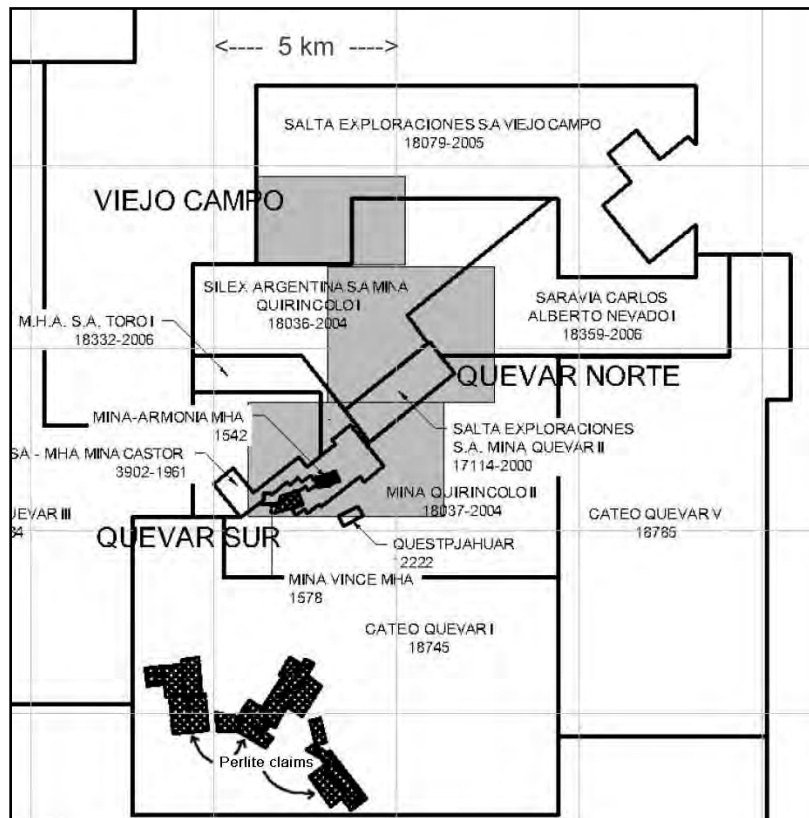 <---- 5 km ---->
SALTA EXPLORACIONES S.A VIEJO CAMPO
18079-2005
VIEJO CAMPO
SILEX ARGENTINA S.A MINA
QUIRINCOLO I
18036-2004
SARAVIA CARLOS
ALBERTO NEVADO I
18359-2006
M.H.A. S.A. TORO I
18332-2006
QUEVAR NORTE
MINA-ARMONIA MHA
1542
SALTA EXPLORACIONES
S.A. MINA QUEVAR II
17114-2000
SA - MHA MINA CASTOR
3902-1961
MINA QUIRINCOLO II
18037-2004
UEVAR III
CATEO QUEVAR V
18765
QUEVAR SUR
QUESTPJAHUAR
2222
MINA VINCE MHA
1578
CATEO QUEVAR I
18745
Perlite claims